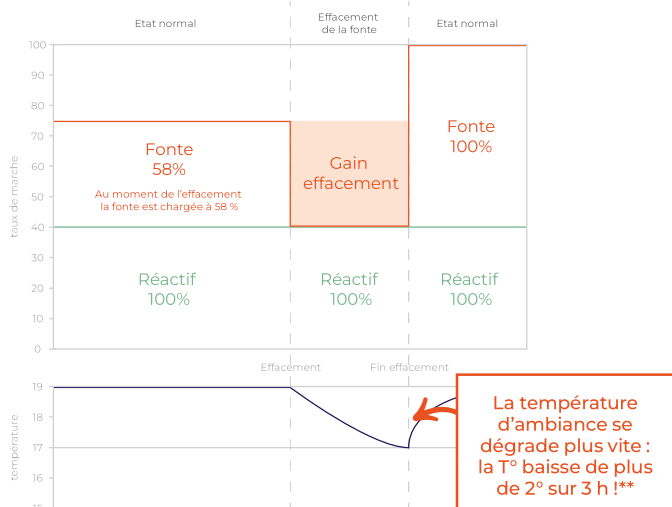 Etat normal
Effacement
de la fonte
Etat normal
100
90
80
70
60
50
40
30
20
10
0
taux de marche
Fonte
58%
Au moment de l'effacement
la fonte est chargée à 58 %
Gain
effacement
Fonte
100%
Réactif
100%
Réactif
100%
Réactif
100%
Effacement
Fin effacement
19
18
17
16
température
La température
d'ambiance se
dégrade plus vite :
la T° baisse de plus
de 2° sur 3 h !**